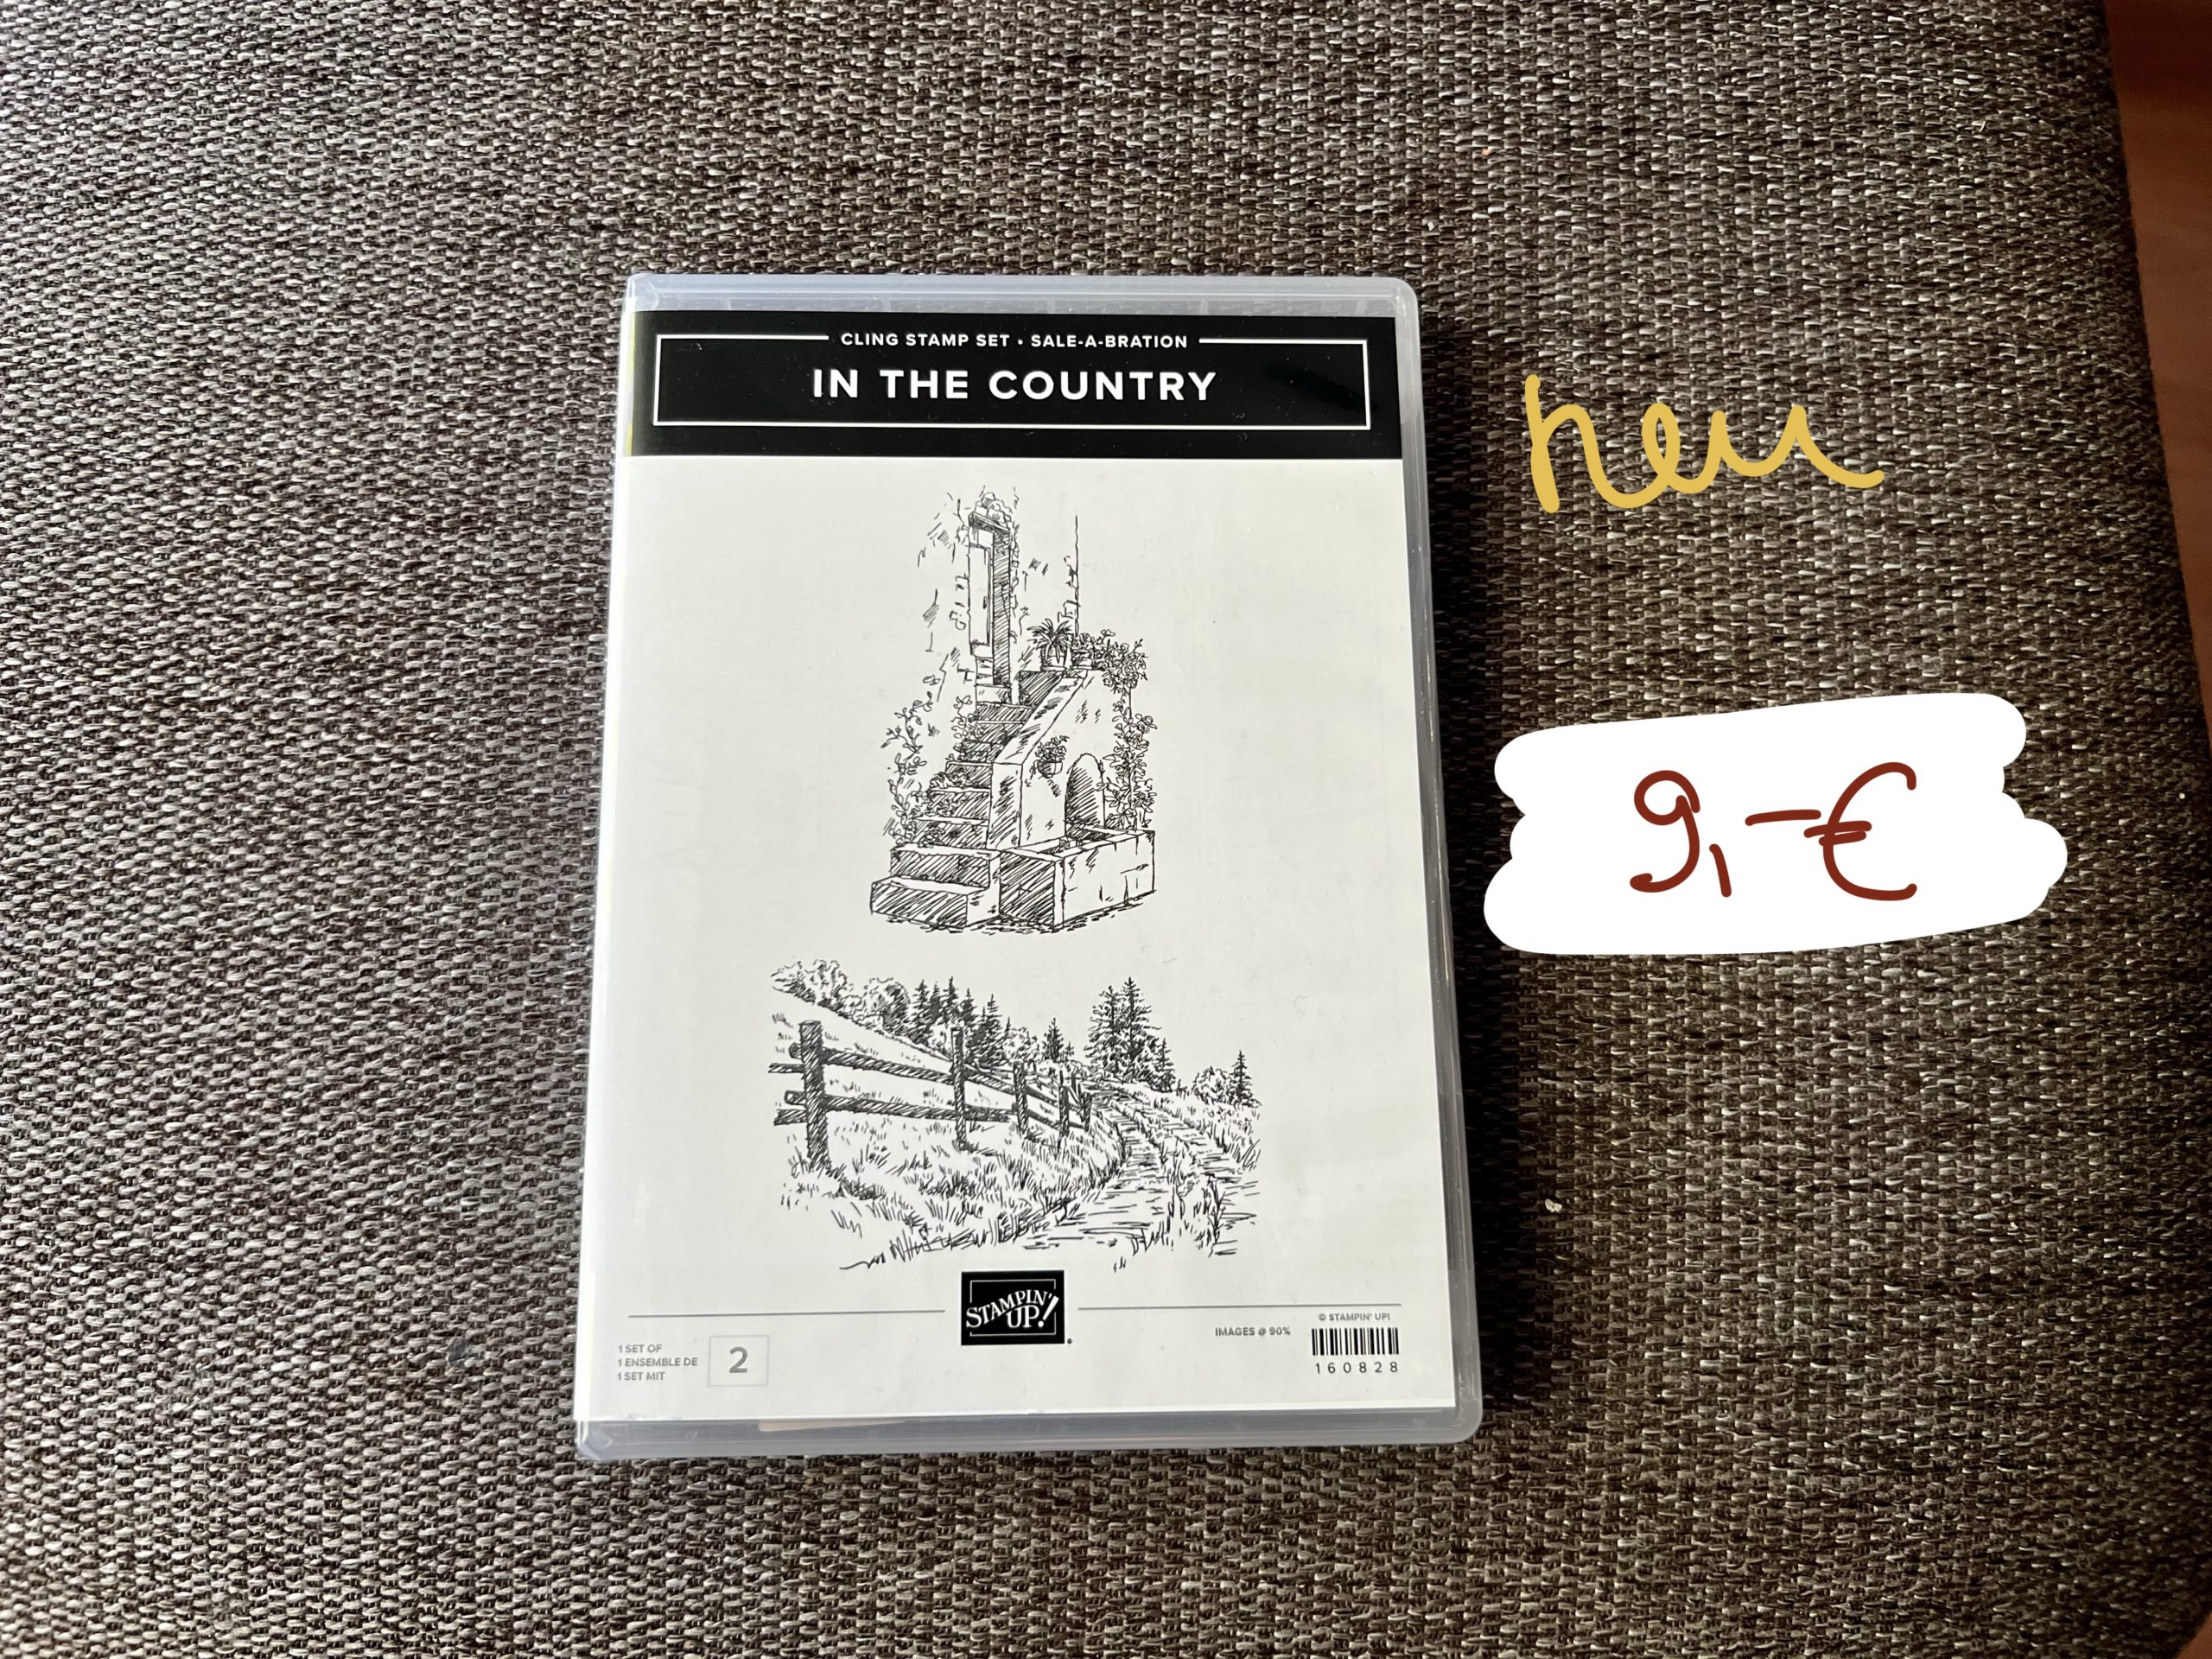 CLING STAMP SET • SALE-A-BRATION
IN THE COUNTRY
neu
9,-€
STAMPIN' UP!
1 SET OF
1 ENSEMBLE DE
1 SET MIT
2
IMAGES @ 90%
© STAMPIN' UP!
160828